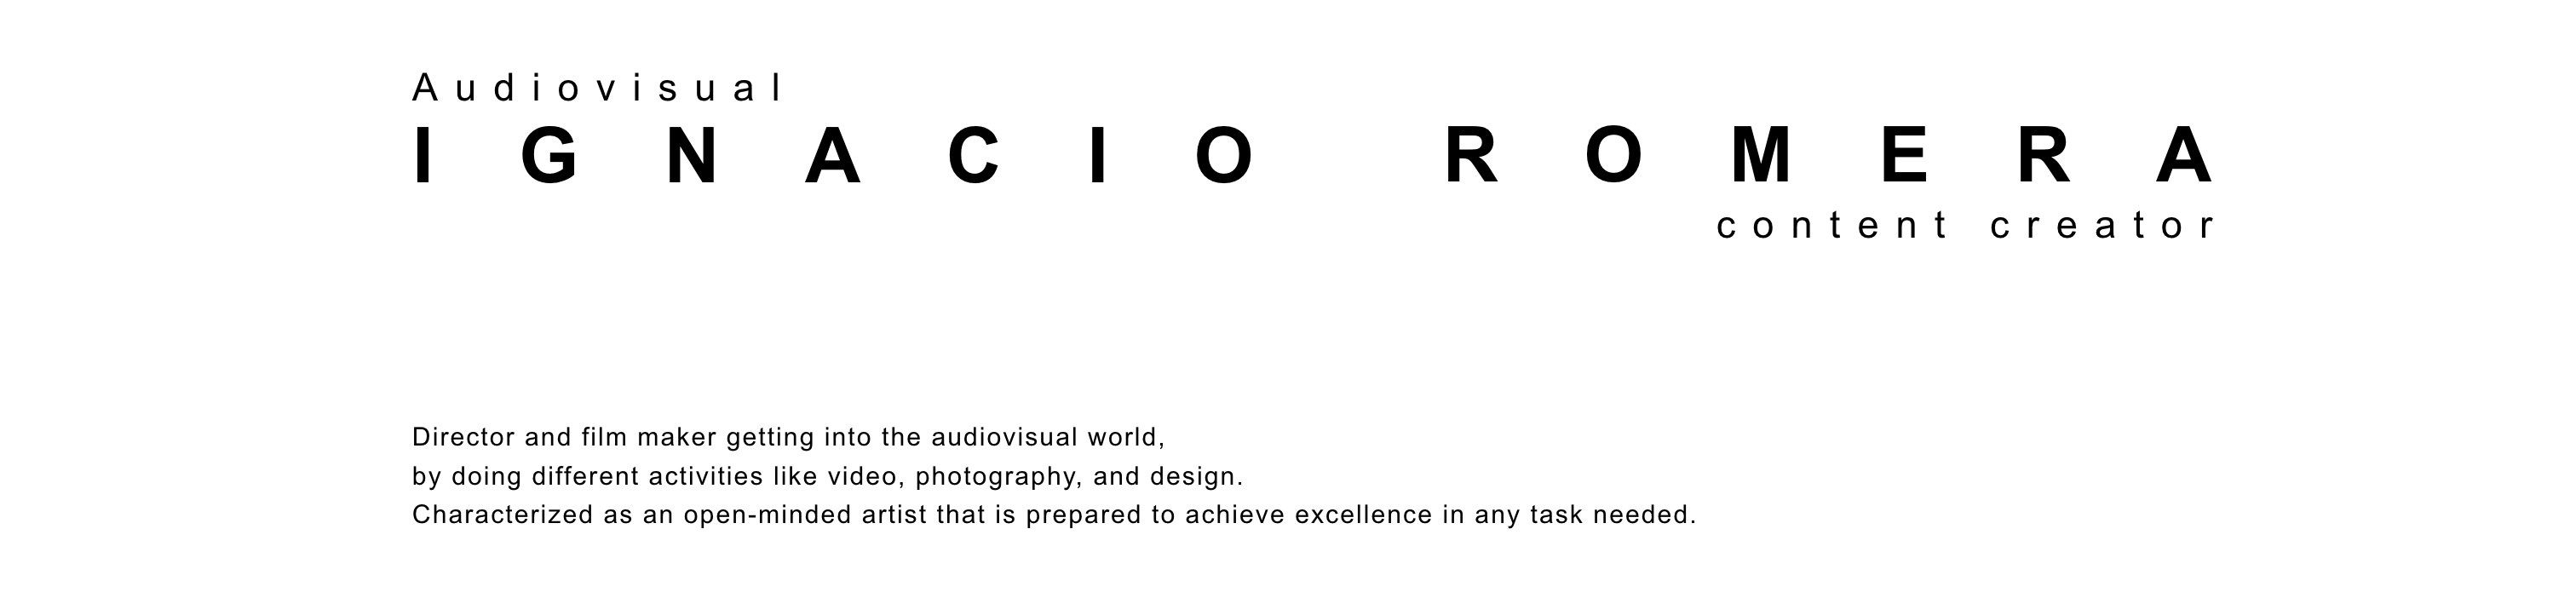 Audiovisual
IGNACIO ROMERA
content creator
Director and film maker getting into the audiovisual world,
by doing different activities like video, photography, and design.
Characterized as an open-minded artist that is prepared to achieve excellence in any task needed.